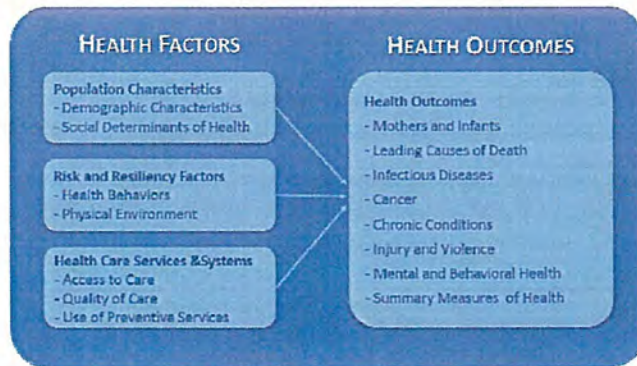 HEALTH FACTORS
Population Characteristics
- Demographic Characteristics
- Social Determinants of Health
Risk and Resiliency Factors
- Health Behaviors
- Physical Environment
Health Care Services &Systems
- Access to Care
- Quality of Care
- Use of Preventive Services
HEALTH OUTCOMES
Health Outcomes
- Mothers and Infants
- Leading Causes of Death
- Infectious Diseases
- Cancer
- Chronic Conditions
- Injury and Violence
- Mental and Behavioral Health
- Summary Measures of Health